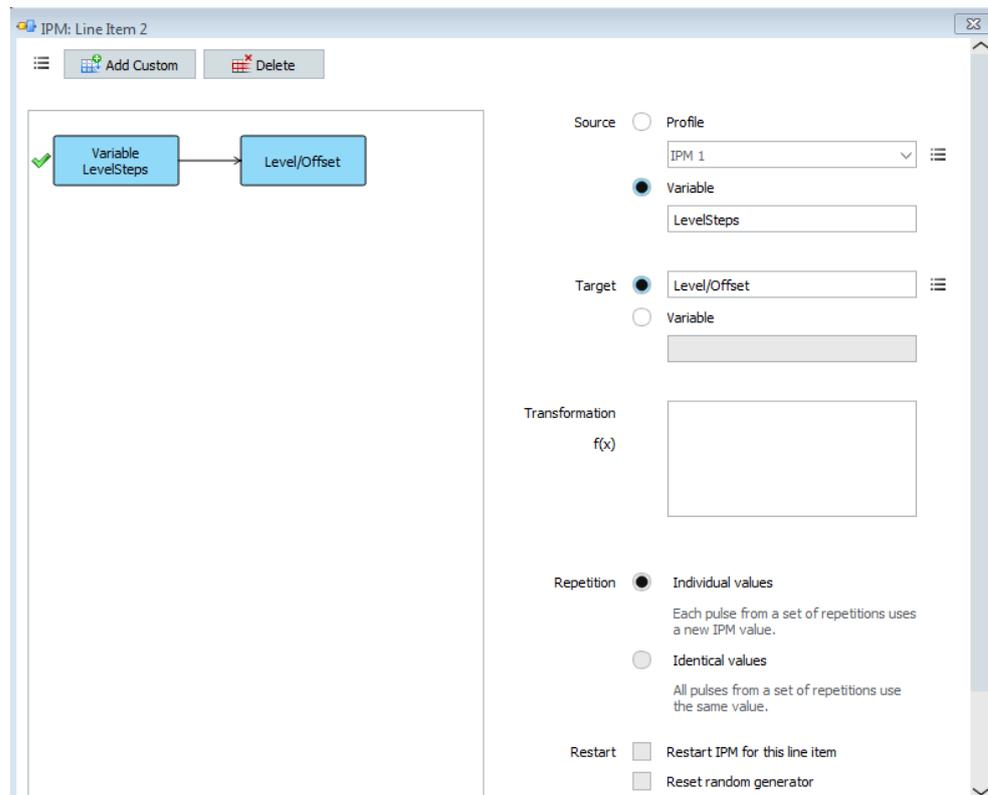 IPM: Line Item 2
Add Custom
Delete
Variable
LevelSteps
Level/Offset
Source
Profile
IPM 1
Variable
LevelSteps
Target
Level/Offset
Variable
Transformation
f(x)
Repetition
Individual values
Each pulse from a set of repetitions uses
a new IPM value.
Identical values
All pulses from a set of repetitions use
the same value.
Restart
Restart IPM for this line item
Reset random generator